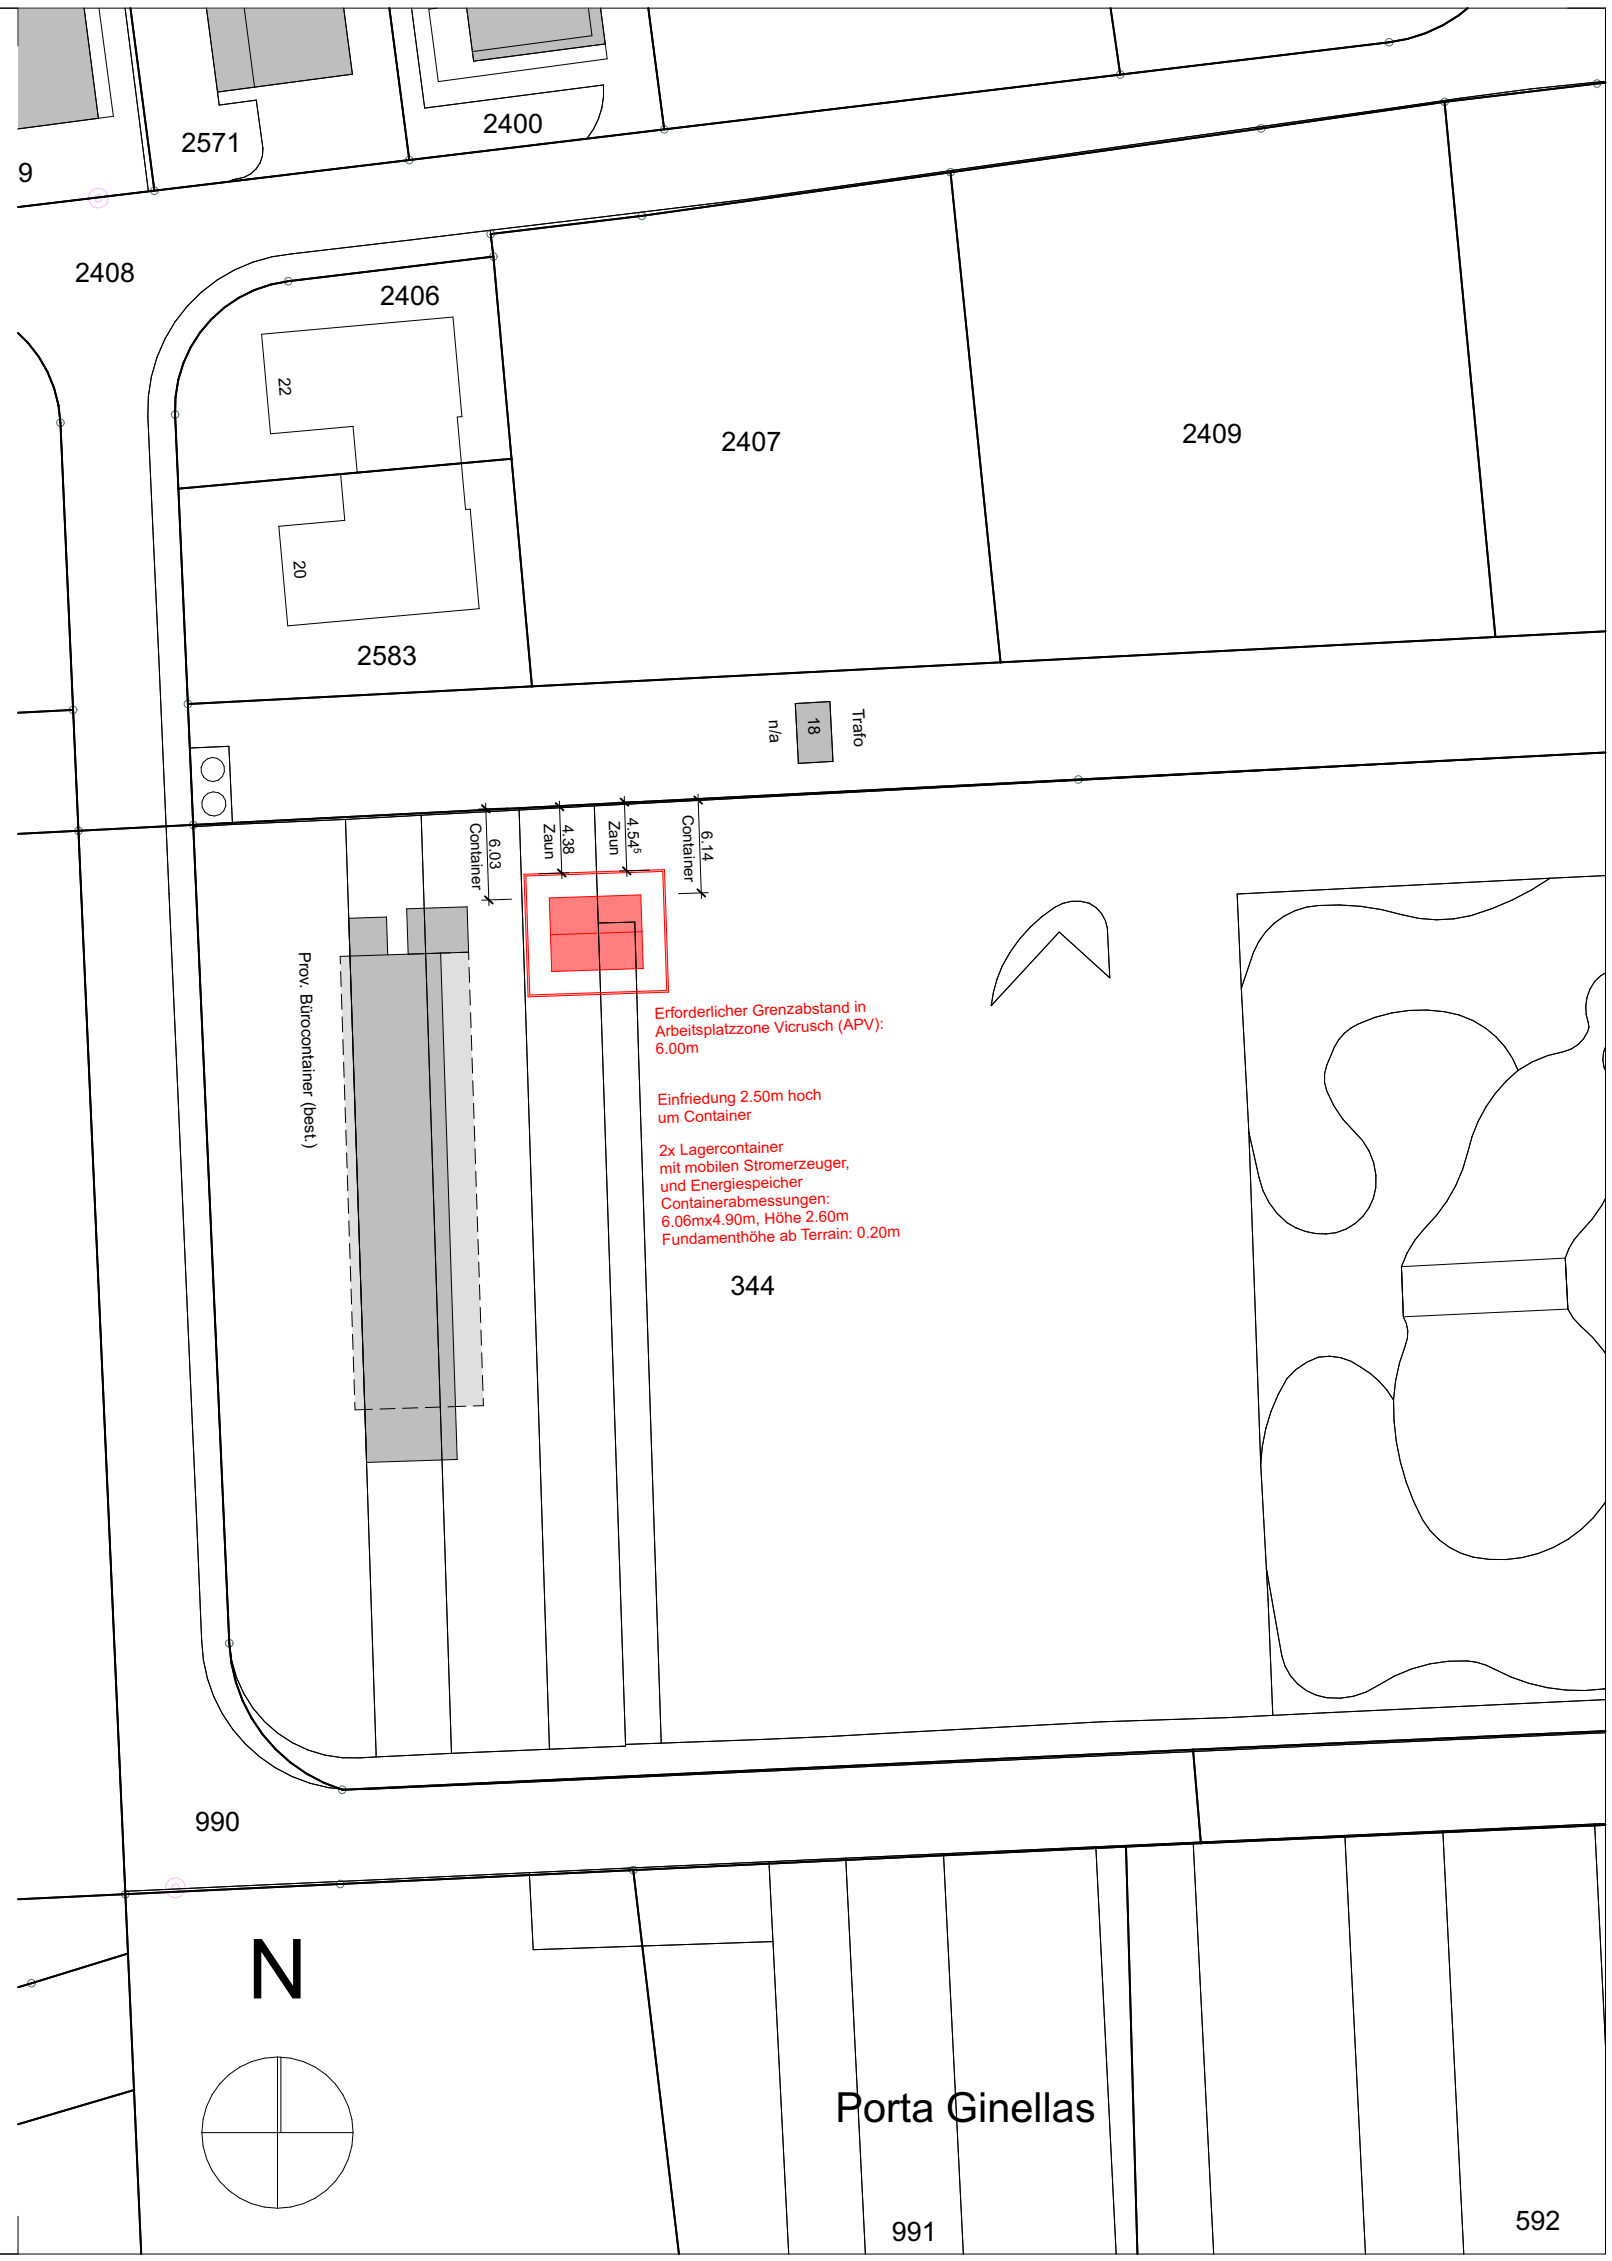 2400
2571
9
2408
2406
22
2407
2409
20
2583
Trafo
18
n/a
6.03
Container
4.38
Zaun
4.54⁵
Zaun
6.14
Container
Prov. Bürocontainer (best.)
Erforderlicher Grenzabstand in
Arbeitsplatzzone Vicrusch (APV):
6.00m
Einfriedung 2.50m hoch
um Container
2x Lagercontainer
mit mobilen Stromerzeuger,
und Energiespeicher
Containerabmessungen:
6.06mx4.90m, Höhe 2.60m
Fundamenthöhe ab Terrain: 0.20m
344
990
N
Porta Ginellas
991
592